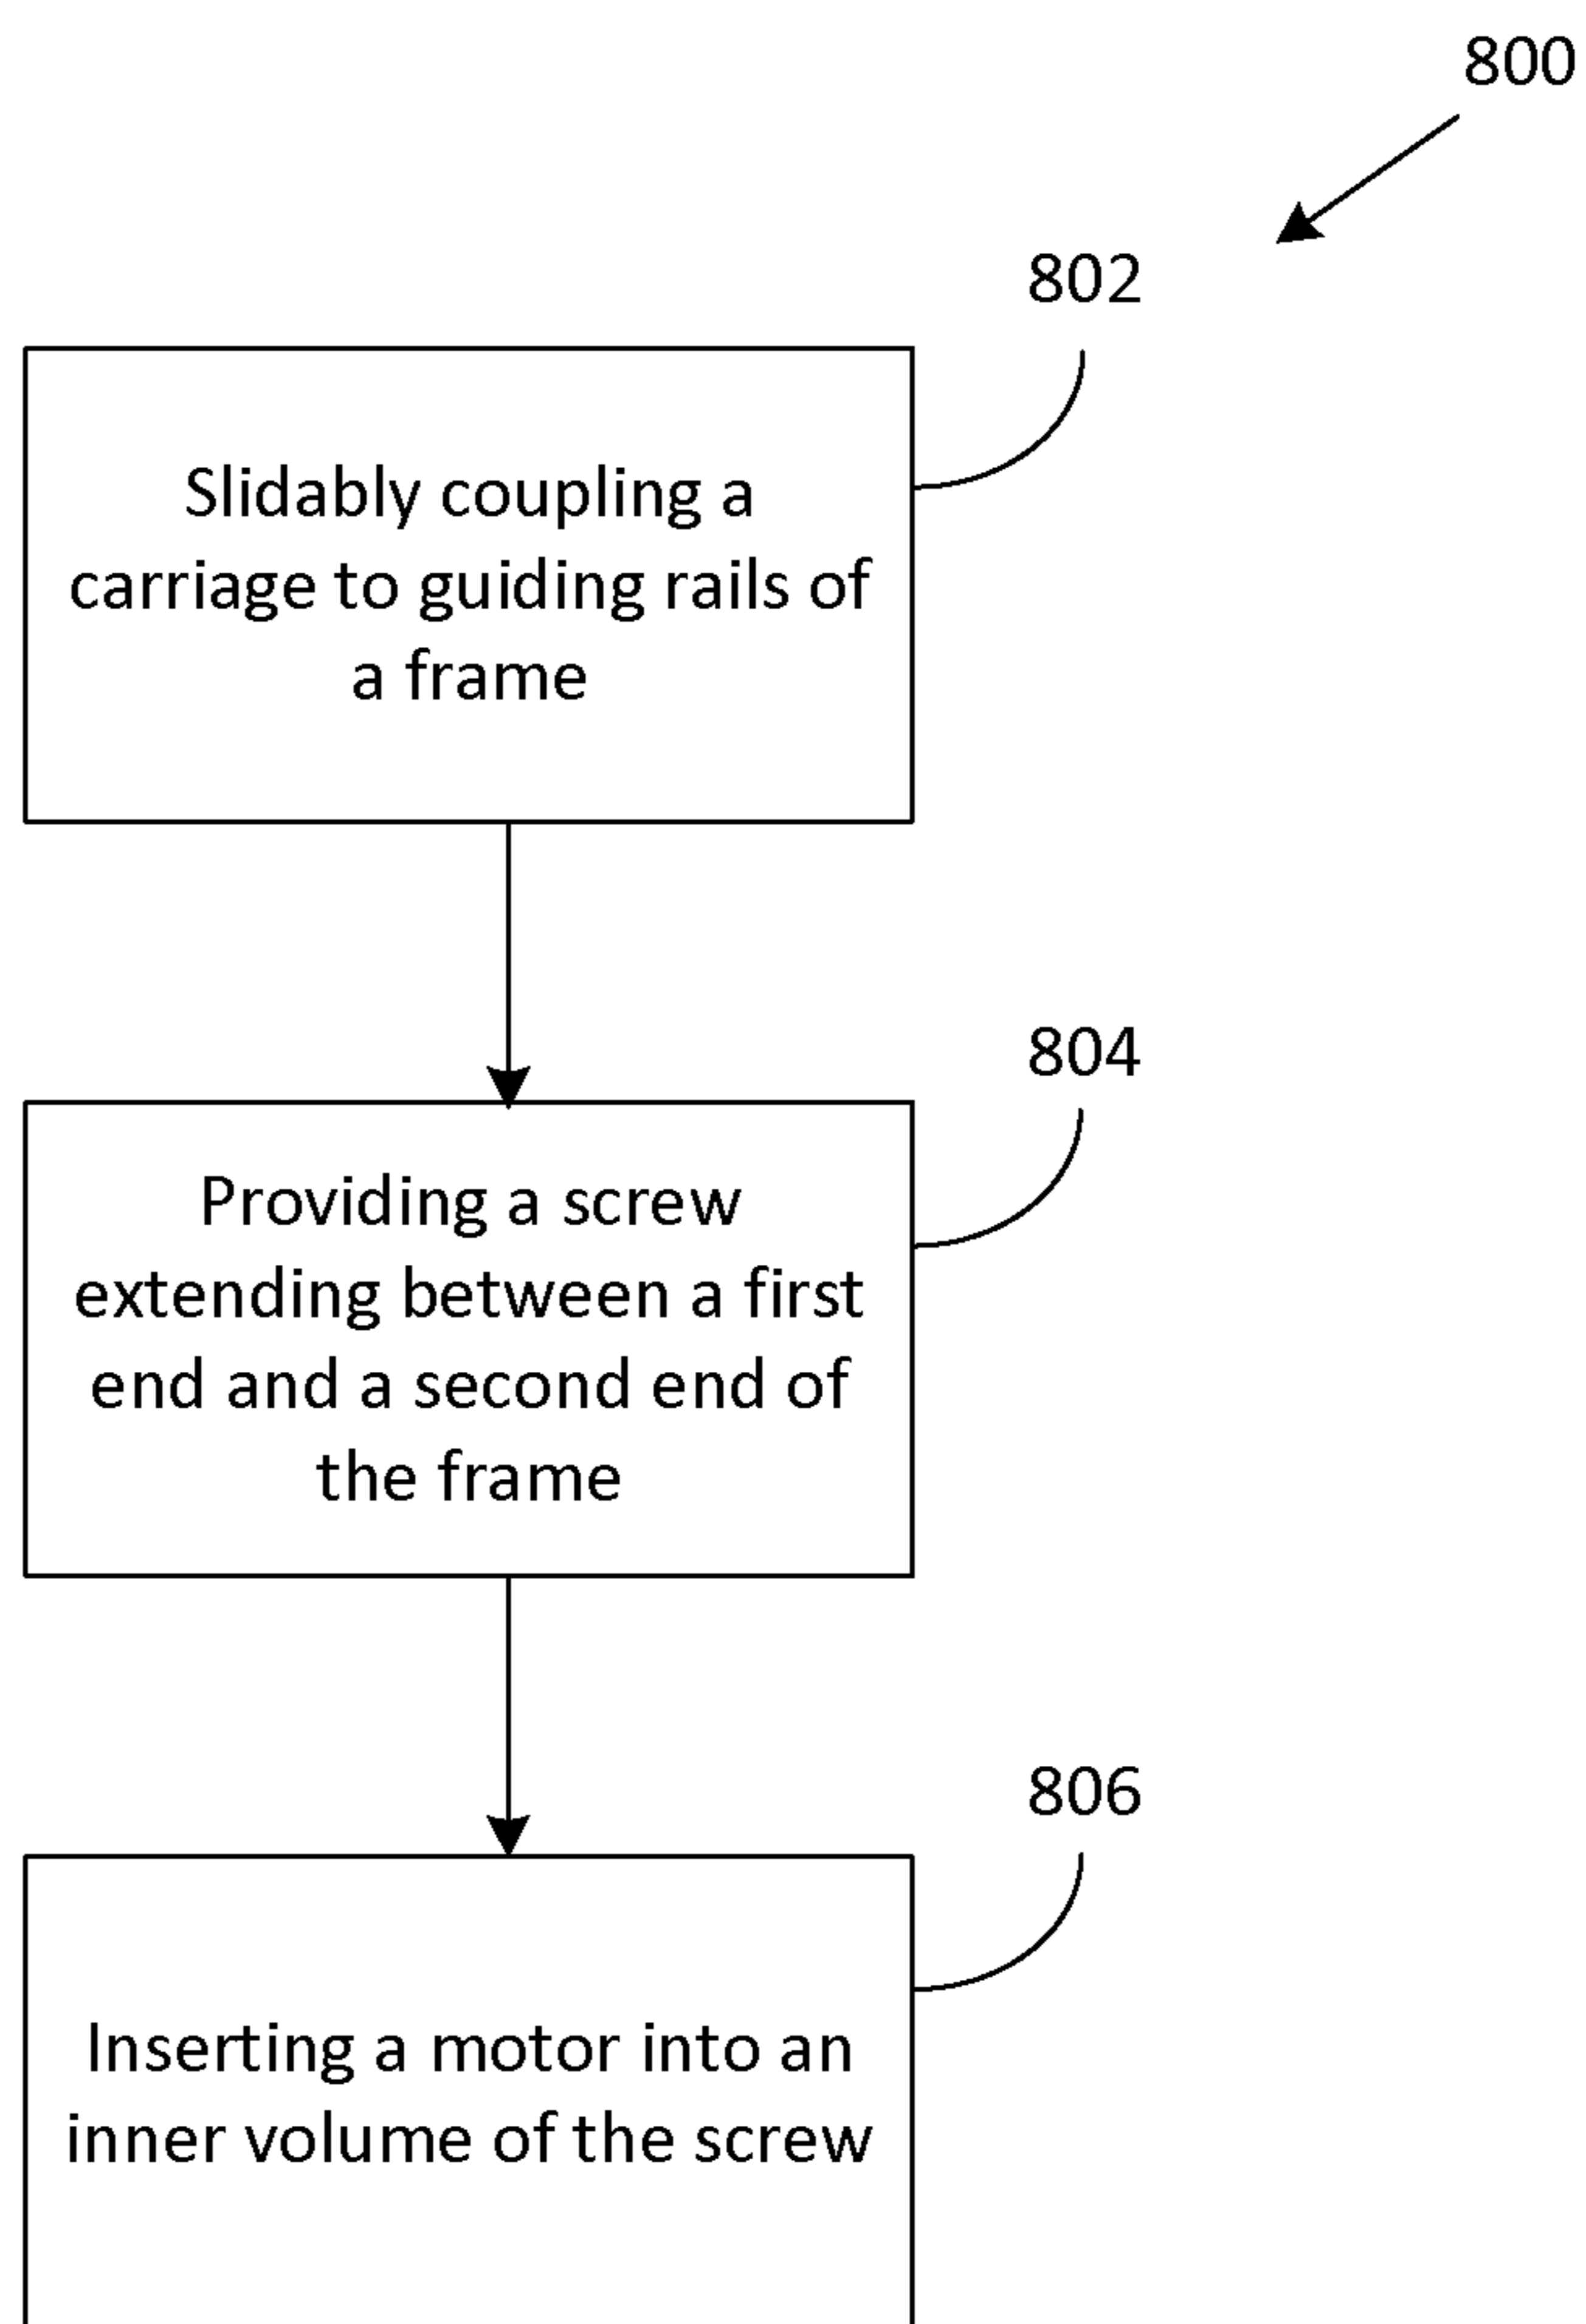 800
802
Slidably coupling a
carriage to guiding rails of
a frame
804
Providing a screw
extending between a first
end and a second end of
the frame
806
Inserting a motor into an
inner volume of the screw